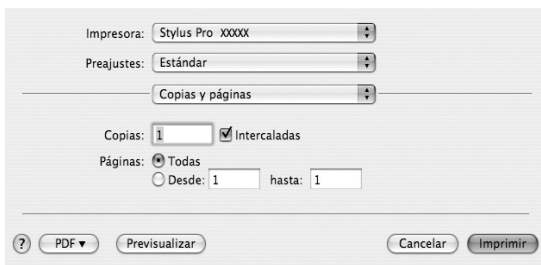 Impresora: Stylus Pro XXXXX
Preajustes: Estándar
Copias y páginas
Copias: 1 Intercaladas
Páginas: Todas
Desde: 1 hasta: 1
? PDF▼ Previsualizar Cancelar Imprimir